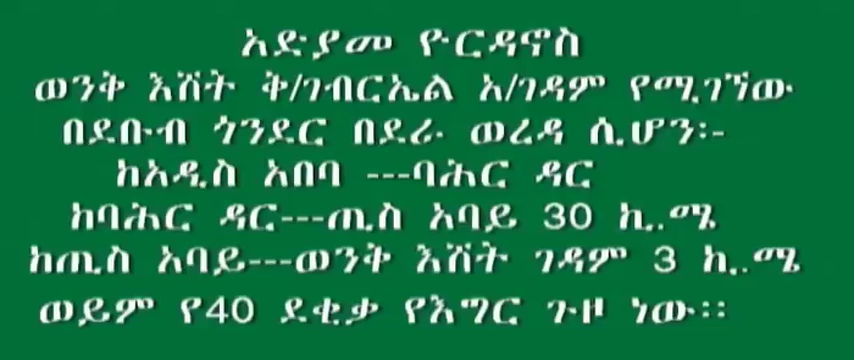 አድያመ ዮርዳኖስ
ወንቅ እሸት ቅ/ገብርኤል አ/ገዳም የሚገኘው
በደቡብ ጎንደር በደራ ወረዳ ሲሆን፡-
ከአዲስ አበባ ---ባሕር ዳር
ከባሕር ዳር---ጢስ አባይ 30 ኪ..ሜ
ከጢስ አባይ---ወንቅ እሸት ገዳም 3 ኪ..ሜ
ወይም የ40 ደቂቃ የእግር ጉዞ ነው፡፡